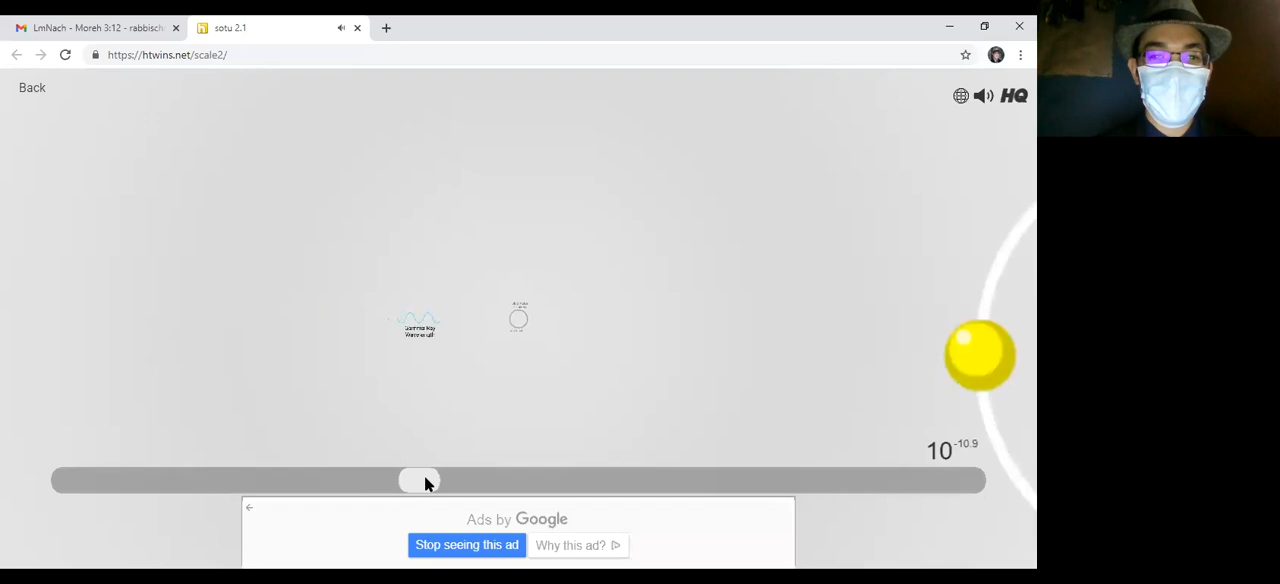 LmNach - Moreh 3:12 - rabbisch
sotu 2.1
https://htwins.net/scale2/
Back
HQ
Gamma Ray
Wavelength
10^-10.9
Ads by Google
Stop seeing this ad
Why this ad?